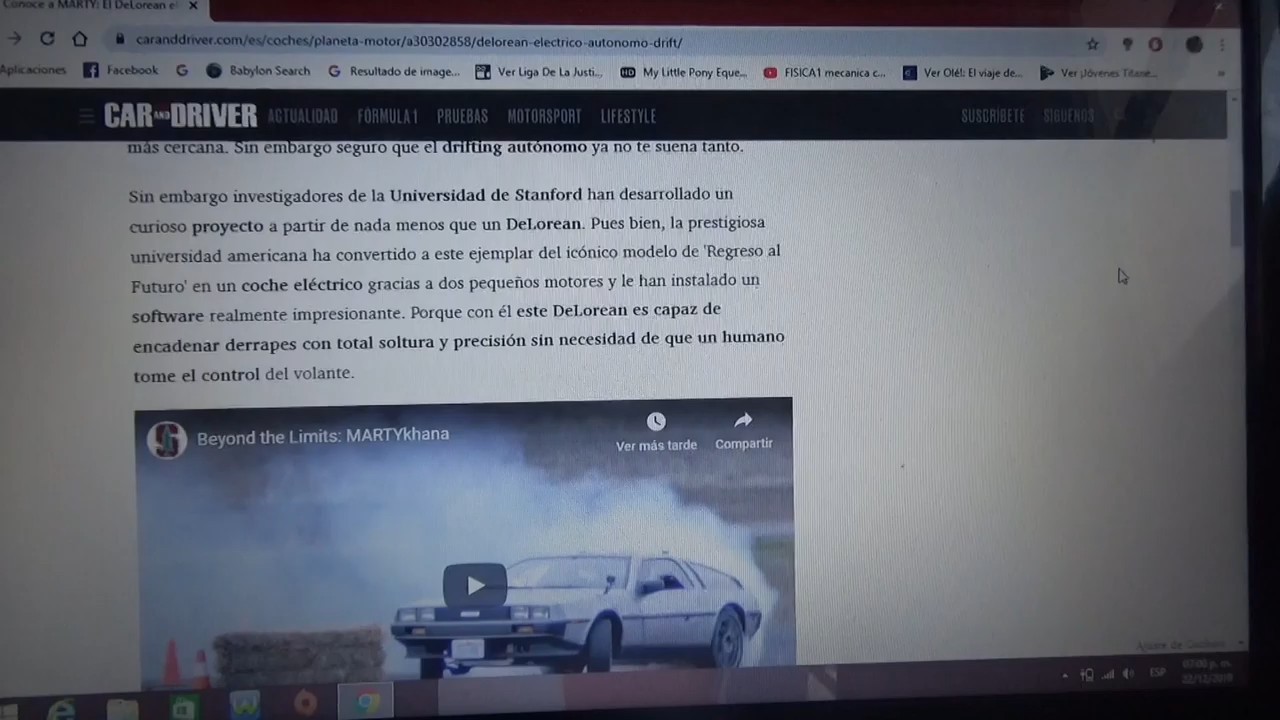 Conoce a MARTY: El DeLorean e
caranddriver.com/es/coches/planeta-motor/a30302858/delorean-electrico-autonomo-drift/
Aplicaciones Facebook Babylon Search Resultado de image... Ver Liga De La Justi... My Little Pony Eque... FISICA1 mecanica c... Ver Olé!: El viaje de... Ver ¡Jóvenes Titane...
CAR AND DRIVER ACTUALIDAD FÓRMULA 1 PRUEBAS MOTORSPORT LIFESTYLE SUSCRÍBETE SÍGUENOS
más cercana. Sin embargo seguro que el drifting autónomo ya no te suena tanto.
Sin embargo investigadores de la Universidad de Stanford han desarrollado un
curioso proyecto a partir de nada menos que un DeLorean. Pues bien, la prestigiosa
universidad americana ha convertido a este ejemplar del icónico modelo de 'Regreso al
Futuro' en un coche eléctrico gracias a dos pequeños motores y le han instalado un
software realmente impresionante. Porque con él este DeLorean es capaz de
encadenar derrapes con total soltura y precisión sin necesidad de que un humano
tome el control del volante.
Beyond the Limits: MARTYkhana
Ver más tarde Compartir
ESP
07:00 p. m.
22/12/2019